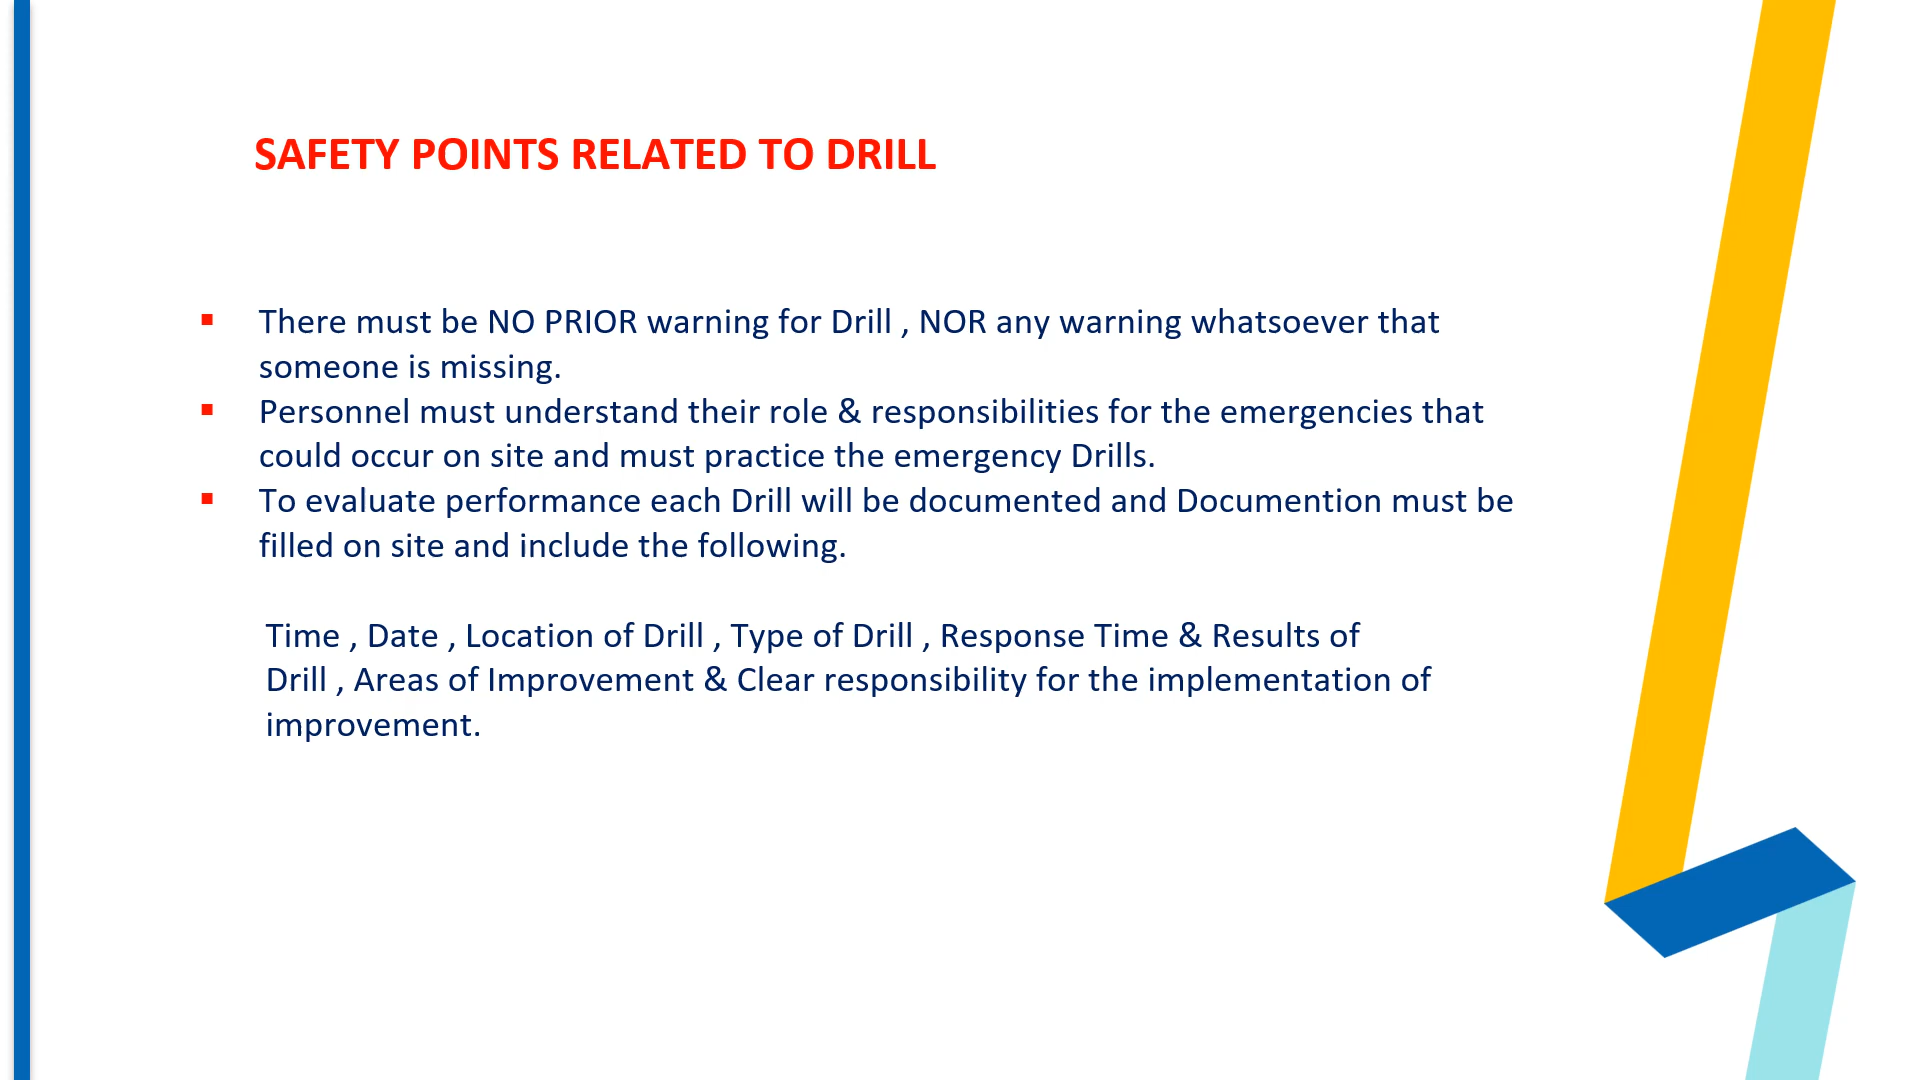 SAFETY POINTS RELATED TO DRILL
▪ There must be NO PRIOR warning for Drill , NOR any warning whatsoever that
someone is missing.
▪ Personnel must understand their role & responsibilities for the emergencies that
could occur on site and must practice the emergency Drills.
▪ To evaluate performance each Drill will be documented and Documention must be
filled on site and include the following.
Time , Date , Location of Drill , Type of Drill , Response Time & Results of
Drill , Areas of Improvement & Clear responsibility for the implementation of
improvement.